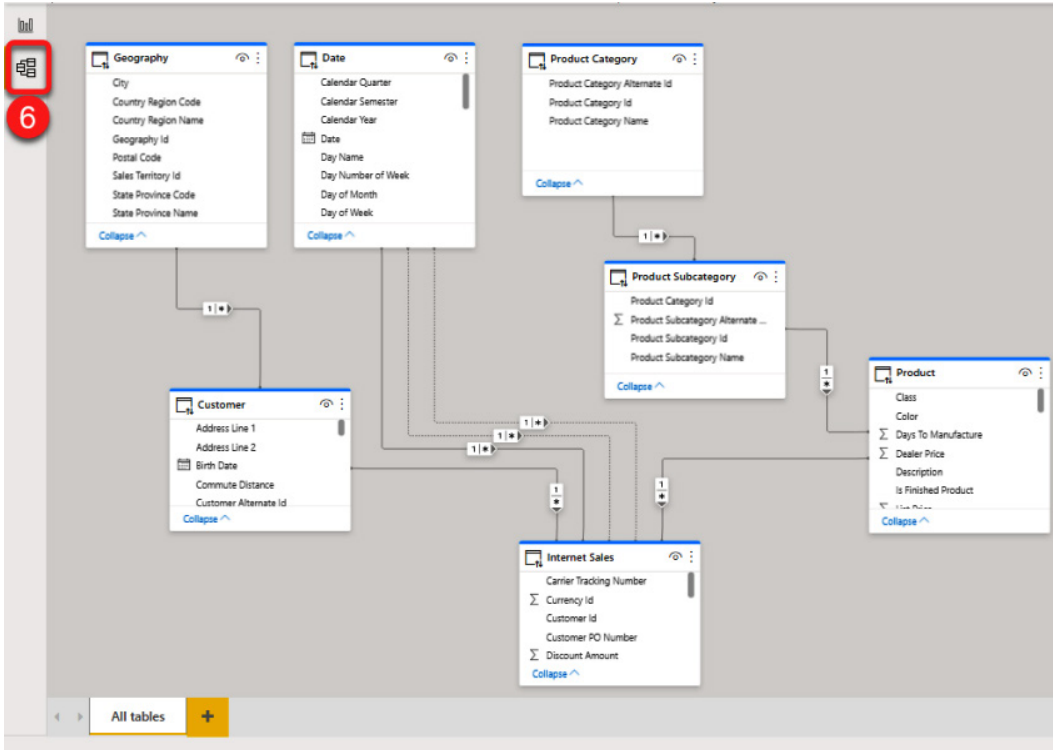 6
Geography
City
Country Region Code
Country Region Name
Geography Id
Postal Code
Sales Territory Id
State Province Code
State Province Name
Collapse
Date
Calendar Quarter
Calendar Semester
Calendar Year
Date
Day Name
Day Number of Week
Day of Month
Day of Week
Collapse
Product Category
Product Category Alternate Id
Product Category Id
Product Category Name
Collapse
1 *
Product Subcategory
Product Category Id
Σ Product Subcategory Alternate ...
Product Subcategory Id
Product Subcategory Name
Collapse
1 *
1
*
Product
Class
Color
Σ Days To Manufacture
Σ Dealer Price
Description
Is Finished Product
Σ List Price
Collapse
Customer
Address Line 1
Address Line 2
Birth Date
Commute Distance
Customer Alternate Id
Collapse
1 *
1 *
1 *
1
*
1
*
Internet Sales
Carrier Tracking Number
Σ Currency Id
Customer Id
Customer PO Number
Σ Discount Amount
Collapse
All tables
+